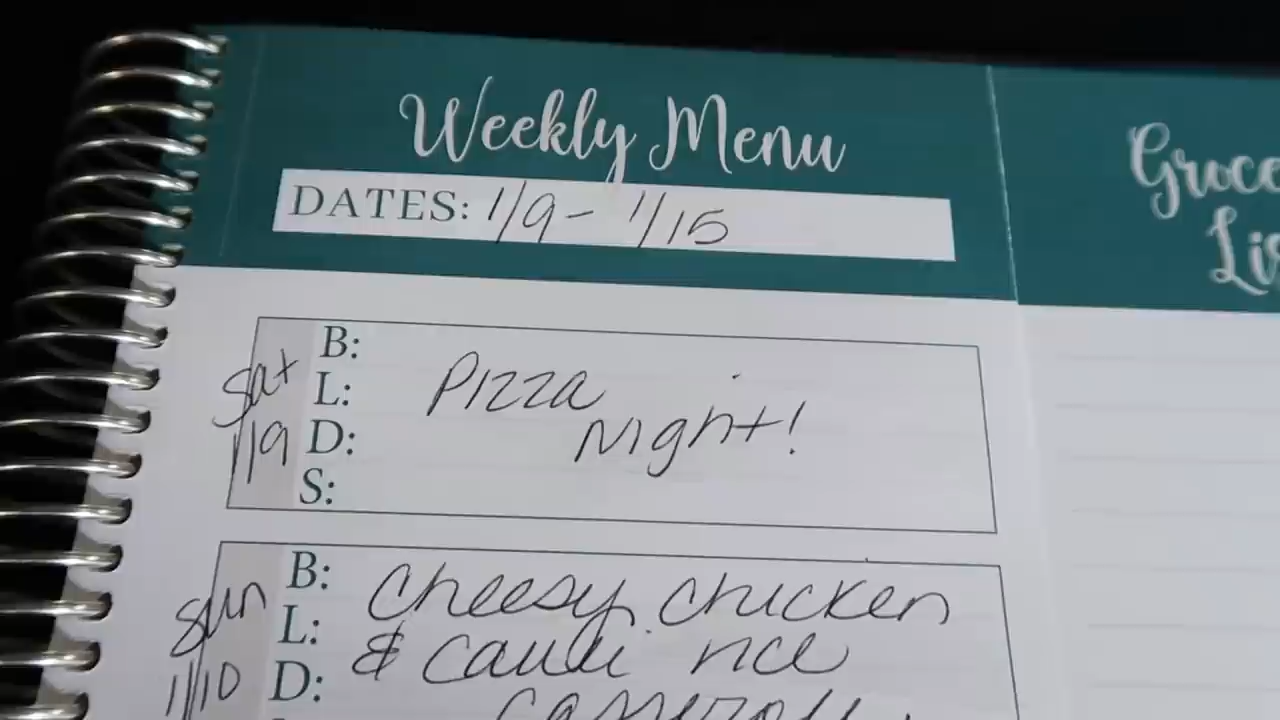 Weekly Menu
DATES: 1/9 - 1/15
Sat
1/9
B:
L:
D:
S:
Pizza
Night!
Sun
1/10
B:
L:
D:
Cheesy chicken
& cauli rice